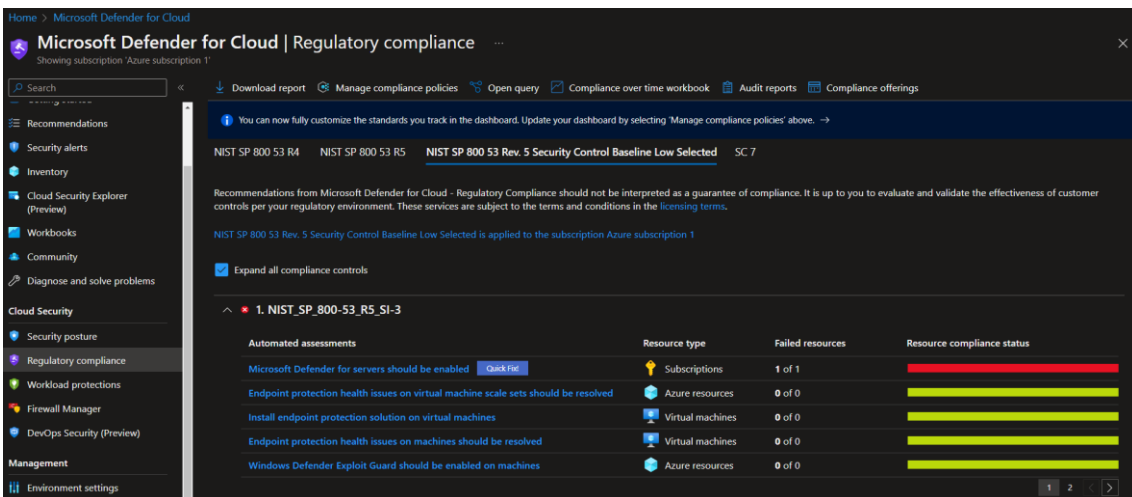 Home > Microsoft Defender for Cloud
Microsoft Defender for Cloud | Regulatory compliance ...
Showing subscription 'Azure subscription 1'
Search
«
Download report
Manage compliance policies
Open query
Compliance over time workbook
Audit reports
Compliance offerings
You can now fully customize the standards you track in the dashboard. Update your dashboard by selecting 'Manage compliance policies' above. →
Recommendations
Security alerts
Inventory
Cloud Security Explorer
(Preview)
Workbooks
Community
Diagnose and solve problems
Cloud Security
Security posture
Regulatory compliance
Workload protections
Firewall Manager
DevOps Security (Preview)
Management
Environment settings
NIST SP 800 53 R4
NIST SP 800 53 R5
NIST SP 800 53 Rev. 5 Security Control Baseline Low Selected
SC 7
Recommendations from Microsoft Defender for Cloud - Regulatory Compliance should not be interpreted as a guarantee of compliance. It is up to you to evaluate and validate the effectiveness of customer
controls per your regulatory environment. These services are subject to the terms and conditions in the licensing terms.
NIST SP 800 53 Rev. 5 Security Control Baseline Low Selected is applied to the subscription Azure subscription 1
Expand all compliance controls
1. NIST_SP_800-53_R5_SI-3
Automated assessments Resource type Failed resources Resource compliance status
Microsoft Defender for servers should be enabled Quick Fix! Subscriptions 1 of 1
Endpoint protection health issues on virtual machine scale sets should be resolved Azure resources 0 of 0
Install endpoint protection solution on virtual machines Virtual machines 0 of 0
Endpoint protection health issues on machines should be resolved Virtual machines 0 of 0
Windows Defender Exploit Guard should be enabled on machines Azure resources 0 of 0
1 2 < >